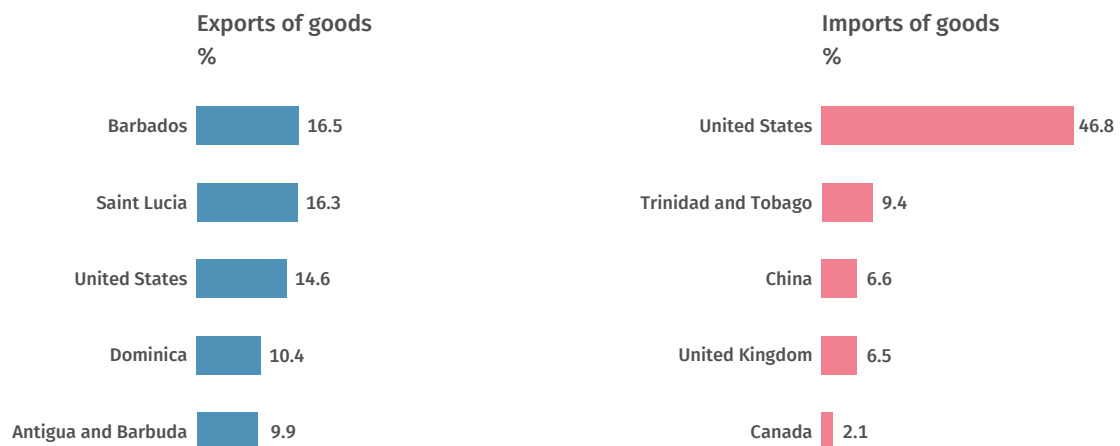 Exports of goods
%
Barbados 16.5
Saint Lucia 16.3
United States 14.6
Dominica 10.4
Antigua and Barbuda 9.9
Imports of goods
%
United States 46.8
Trinidad and Tobago 9.4
China 6.6
United Kingdom 6.5
Canada 2.1